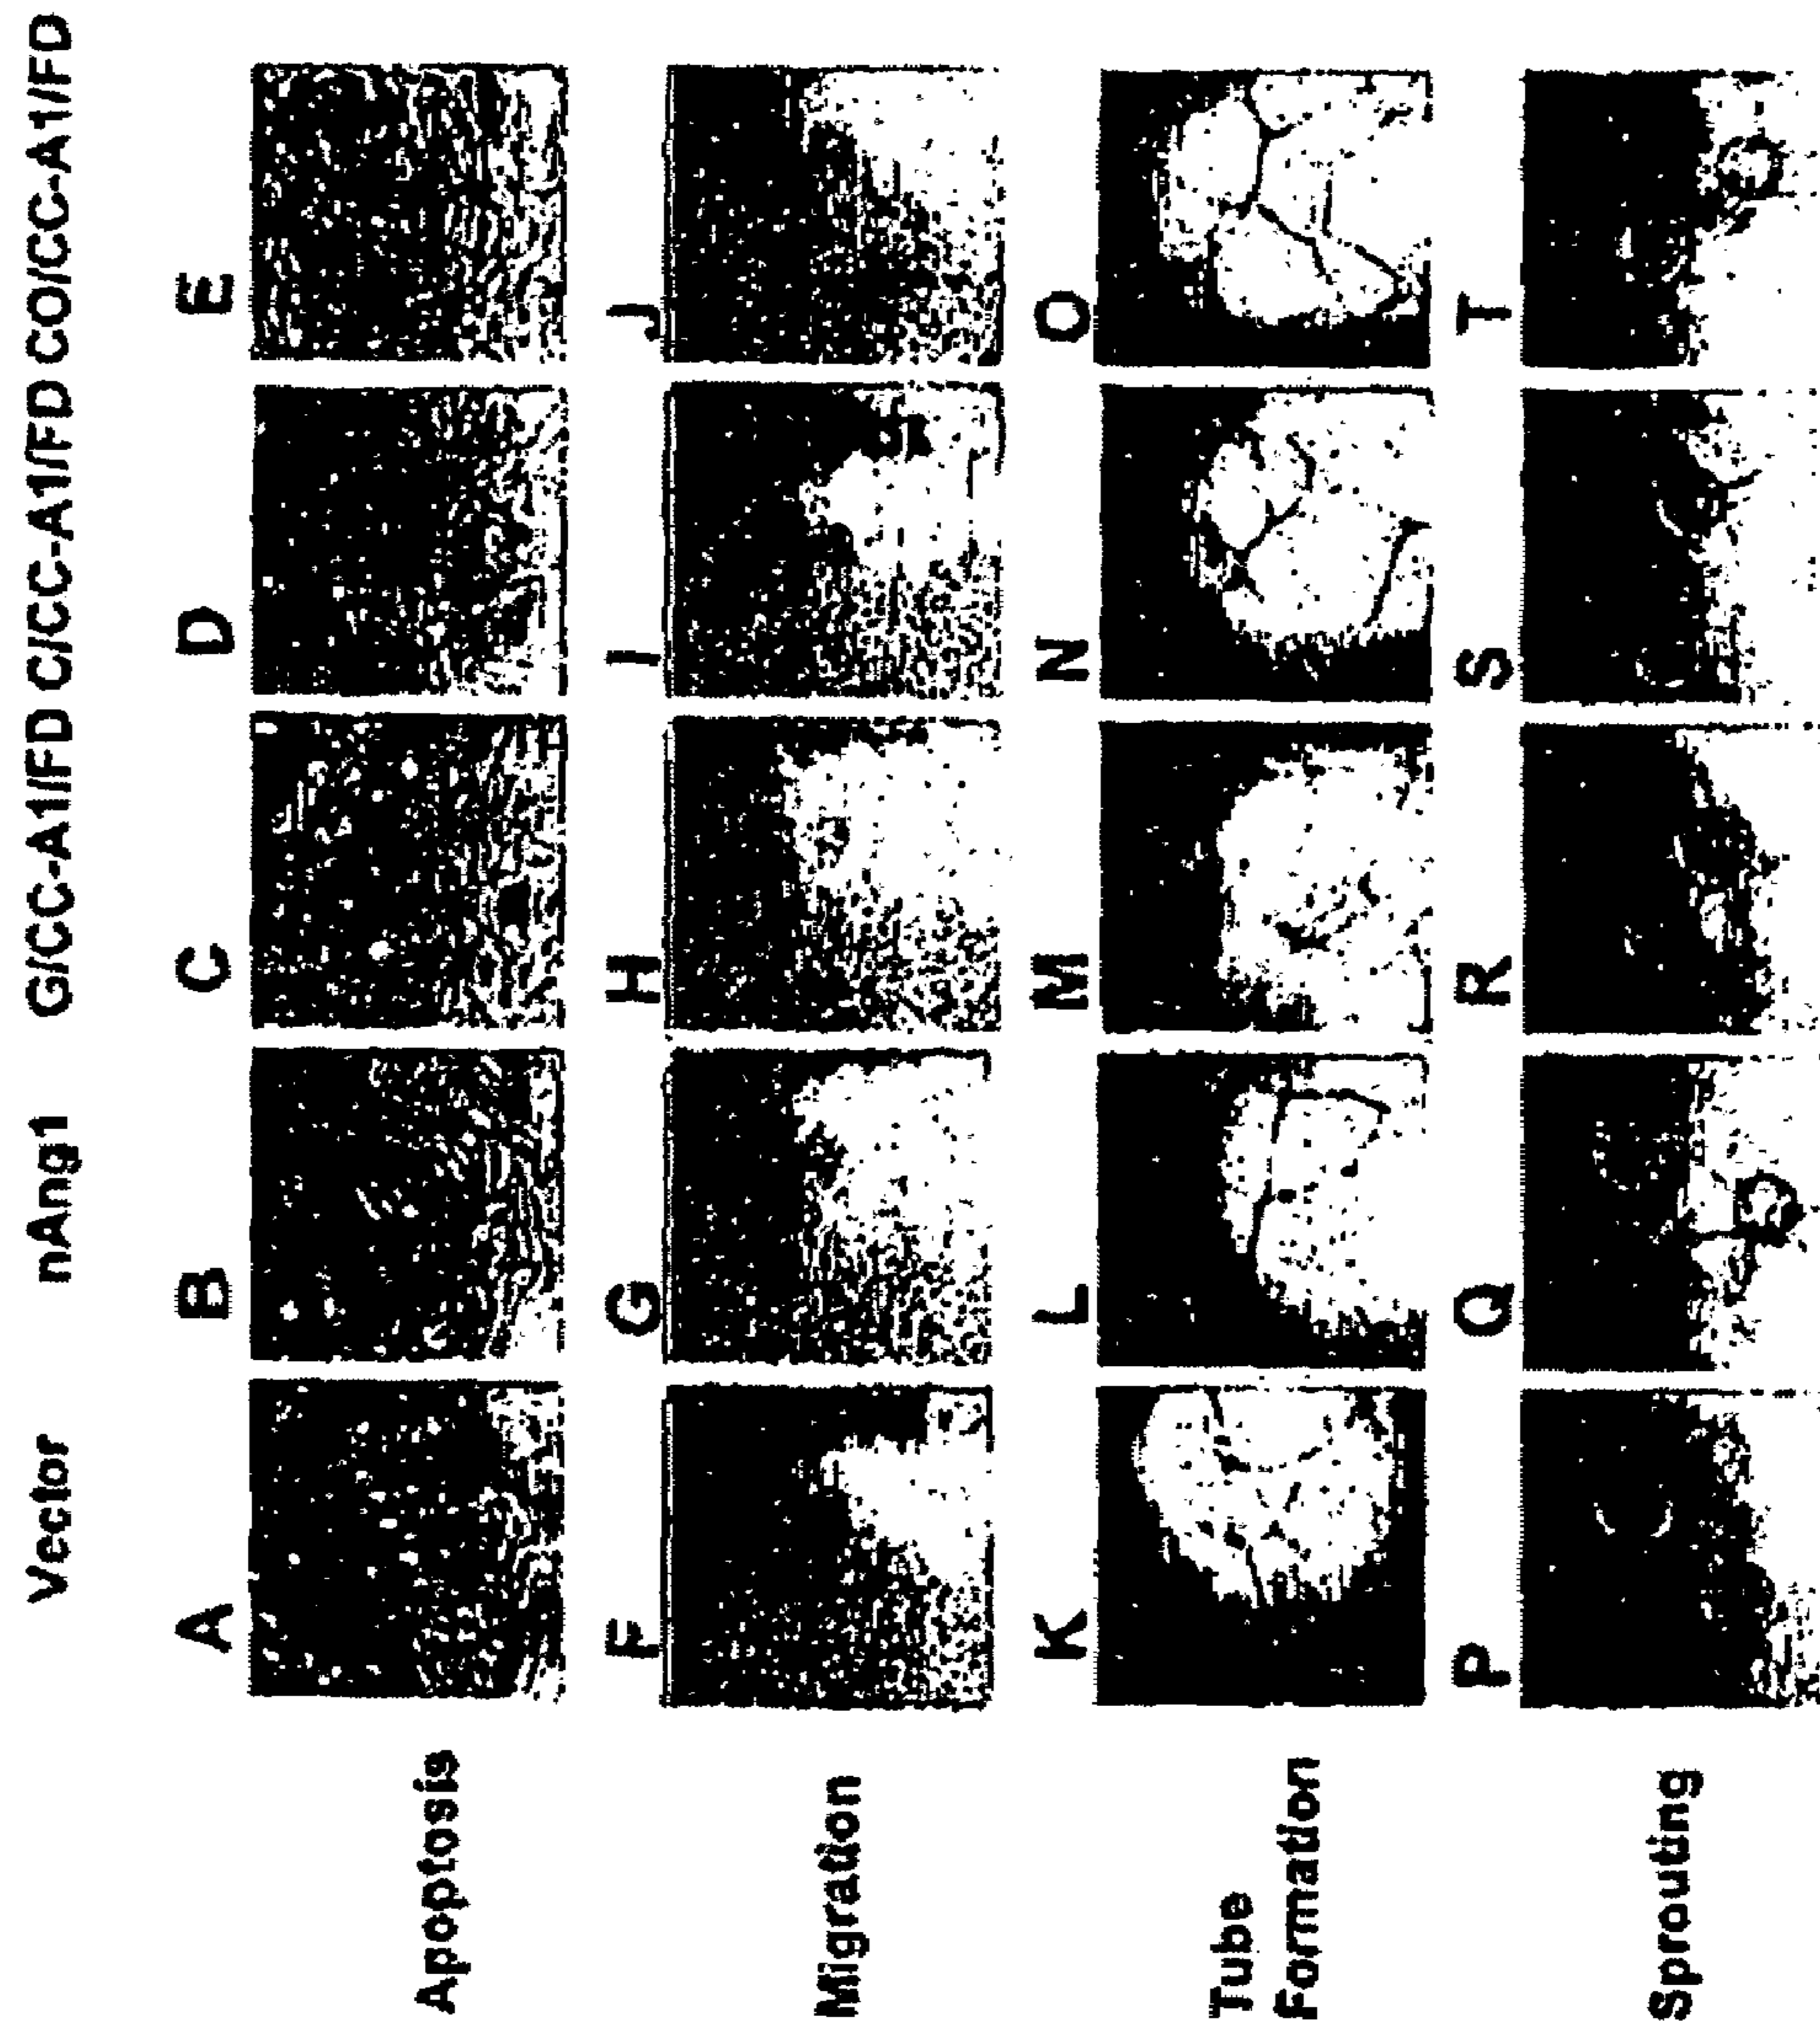 Vector nAng1 G/CC-A1/FD C/CC-A1/FD CO/CC-A1/FD
A B C D E
Apoptosis
F G H I J
Migration
K L M N O
Tube
Formation
P Q R S T
Sprouting